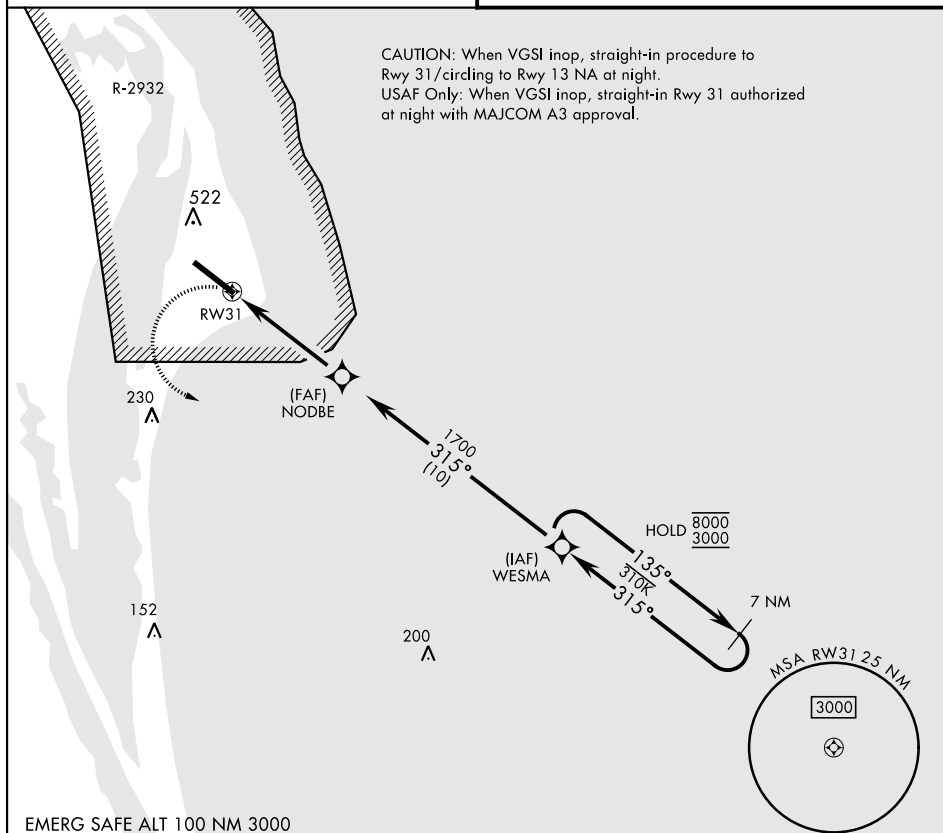 CAUTION: When VGSI inop, straight-in procedure to
Rwy 31/circling to Rwy 13 NA at night.
USAF Only: When VGSI inop, straight-in Rwy 31 authorized
at night with MAJCOM A3 approval.
R-2932
522
RW31
(FAF)
NODBE
230
1700
315°
(10)
HOLD 8000
3000
(IAF)
WESMA
135°
310K
315°
7 NM
152
200
MSA RW31 25 NM
3000
EMERG SAFE ALT 100 NM 3000